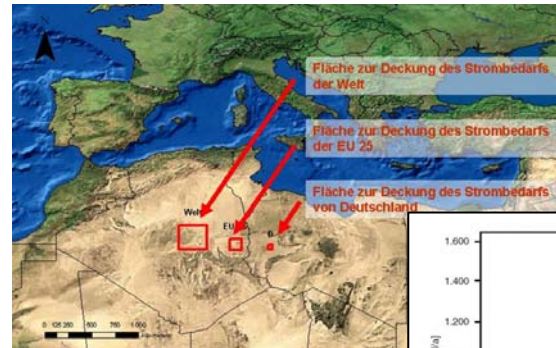 Fläche zur Deckung des Strombedarfs
der Welt
Fläche zur Deckung des Strombedarfs
der EU 25
Fläche zur Deckung des Strombedarfs
von Deutschland
Welt
EU
D
0 125 250 500 750 1.000
1.600
1.400
1.200
/a]